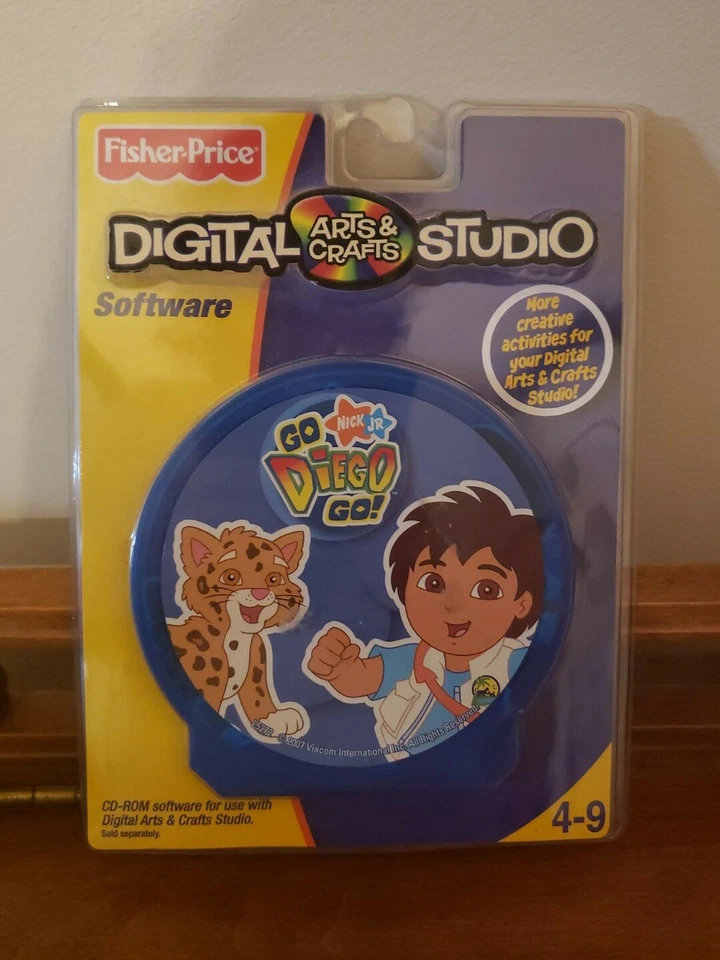 Fisher-Price
DIGITAL ARTS & CRAFTS STUDIO
Software
More
creative
activities for
your Digital
Arts & Crafts
Studio!
GO NICK JR
DIEGO
GO!
© 2007 Viacom International Inc. All Rights Reserved.
CD-ROM software for use with
Digital Arts & Crafts Studio.
Sold separately.
4-9